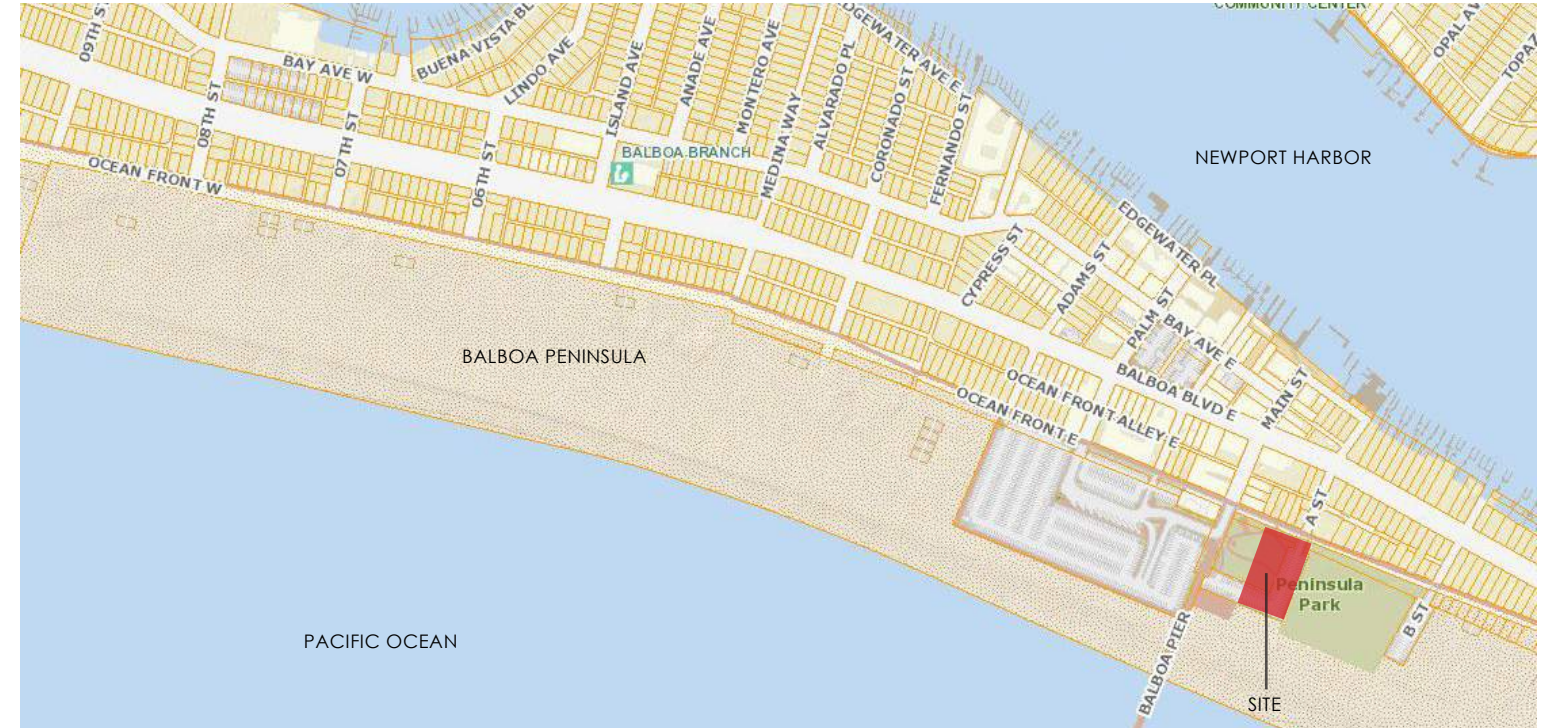 COMMUNITY CENTER
09TH ST
BAY AVE W
BUENA VISTA BL
LINDO AVE
ISLAND AVE
ANADE AVE
MONTERO AVE
MEDINA WAY
ALVARADO PL
EDGEWATER AVE E
CORONADO ST
FERNANDO ST
OPAL AV
TOPAZ
08TH ST
07TH ST
06TH ST
BALBOA BRANCH
NEWPORT HARBOR
OCEAN FRONT W
EDGEWATER PL
CYPRESS ST
ADAMS ST
PALM ST
BAY AVE E
BALBOA PENINSULA
BALBOA BLVD E
MAIN ST
OCEAN FRONT ALLEY E
OCEAN FRONT E
A ST
Peninsula
Park
B ST
PACIFIC OCEAN
BALBOA PIER
SITE